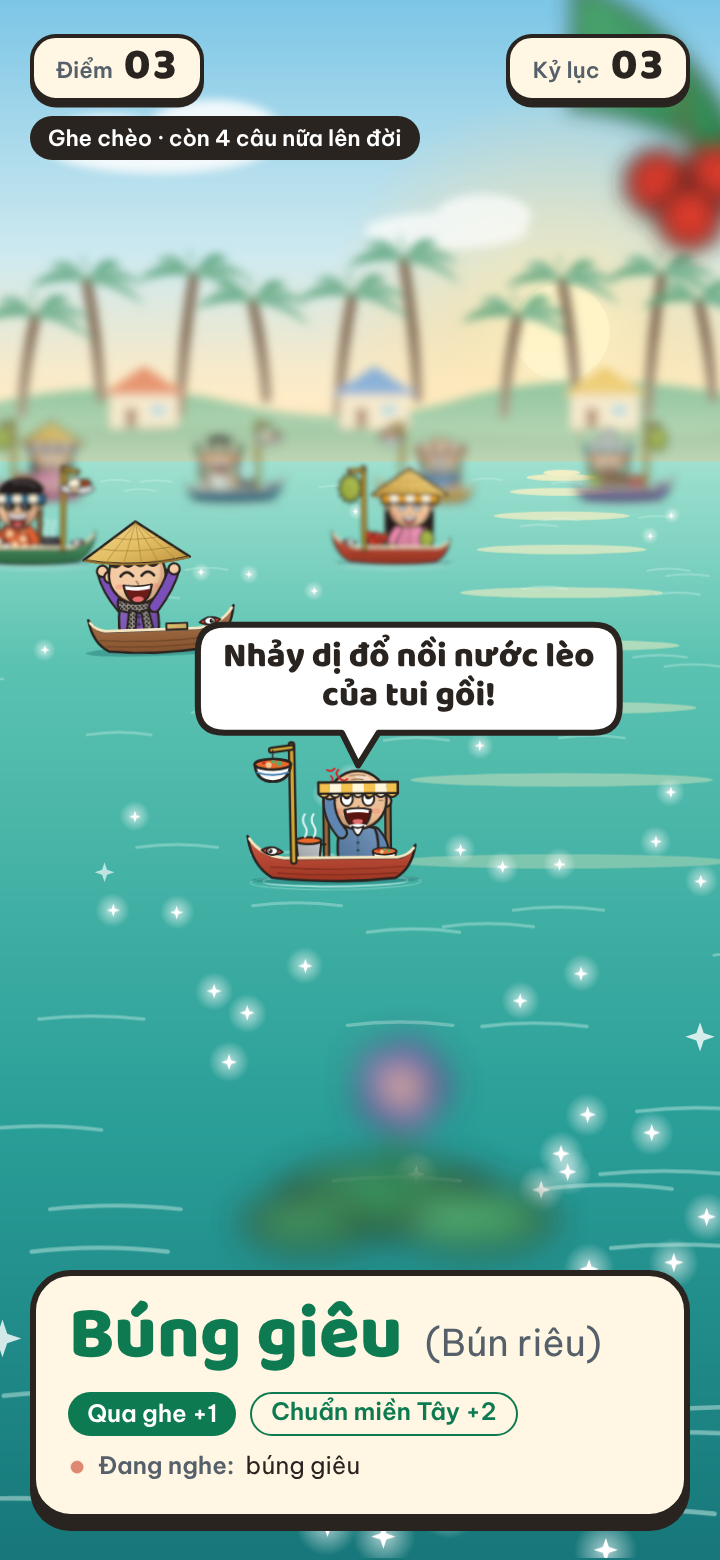 Điểm 03
Kỷ lục 03
Ghe chèo · còn 4 câu nữa lên đời
Nhảy dị đổ nồi nước lèo
của tui gồi!
Búng giêu (Bún riêu)
Qua ghe +1 Chuẩn miền Tây +2
Đang nghe: búng giêu